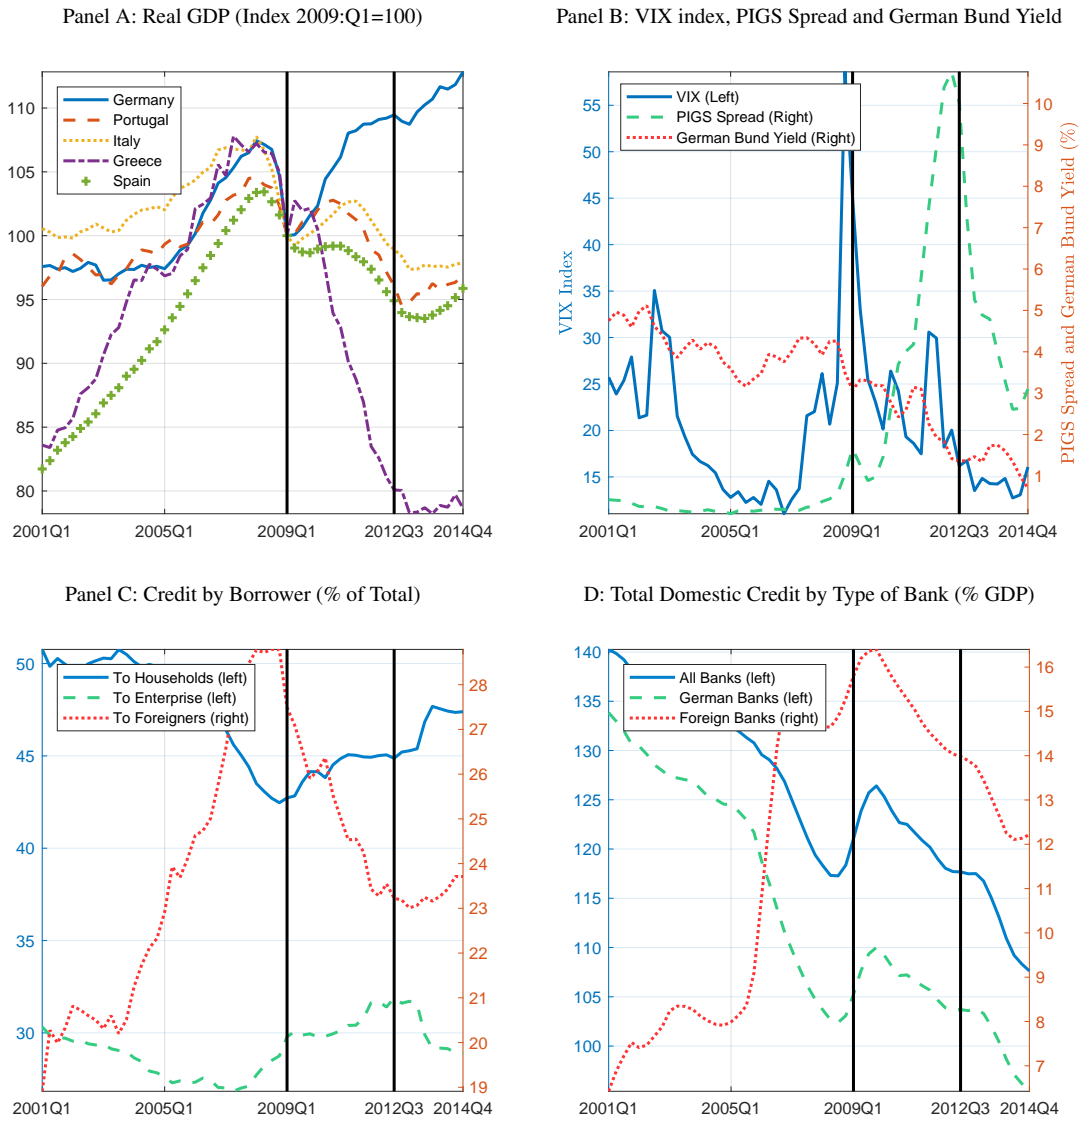 Panel A: Real GDP (Index 2009:Q1=100)
110
105
100
95
90
85
80
Germany
Portugal
Italy
Greece
Spain
2001Q1
2005Q1
2009Q1
2012Q3
2014Q4
Panel B: VIX index, PIGS Spread and German Bund Yield
VIX Index
55
50
45
40
35
30
25
20
15
VIX (Left)
PIGS Spread (Right)
German Bund Yield (Right)
10
9
8
7
6
5
4
3
2
1
PIGS Spread and German Bund Yield (%)
2001Q1
2005Q1
2009Q1
2012Q3
2014Q4
Panel C: Credit by Borrower (% of Total)
50
45
40
35
30
To Households (left)
To Enterprise (left)
To Foreigners (right)
28
27
26
25
24
23
22
21
20
19
2001Q1
2005Q1
2009Q1
2012Q3
2014Q4
D: Total Domestic Credit by Type of Bank (% GDP)
140
135
130
125
120
115
110
105
100
All Banks (left)
German Banks (left)
Foreign Banks (right)
16
15
14
13
12
11
10
9
8
7
2001Q1
2005Q1
2009Q1
2012Q3
2014Q4